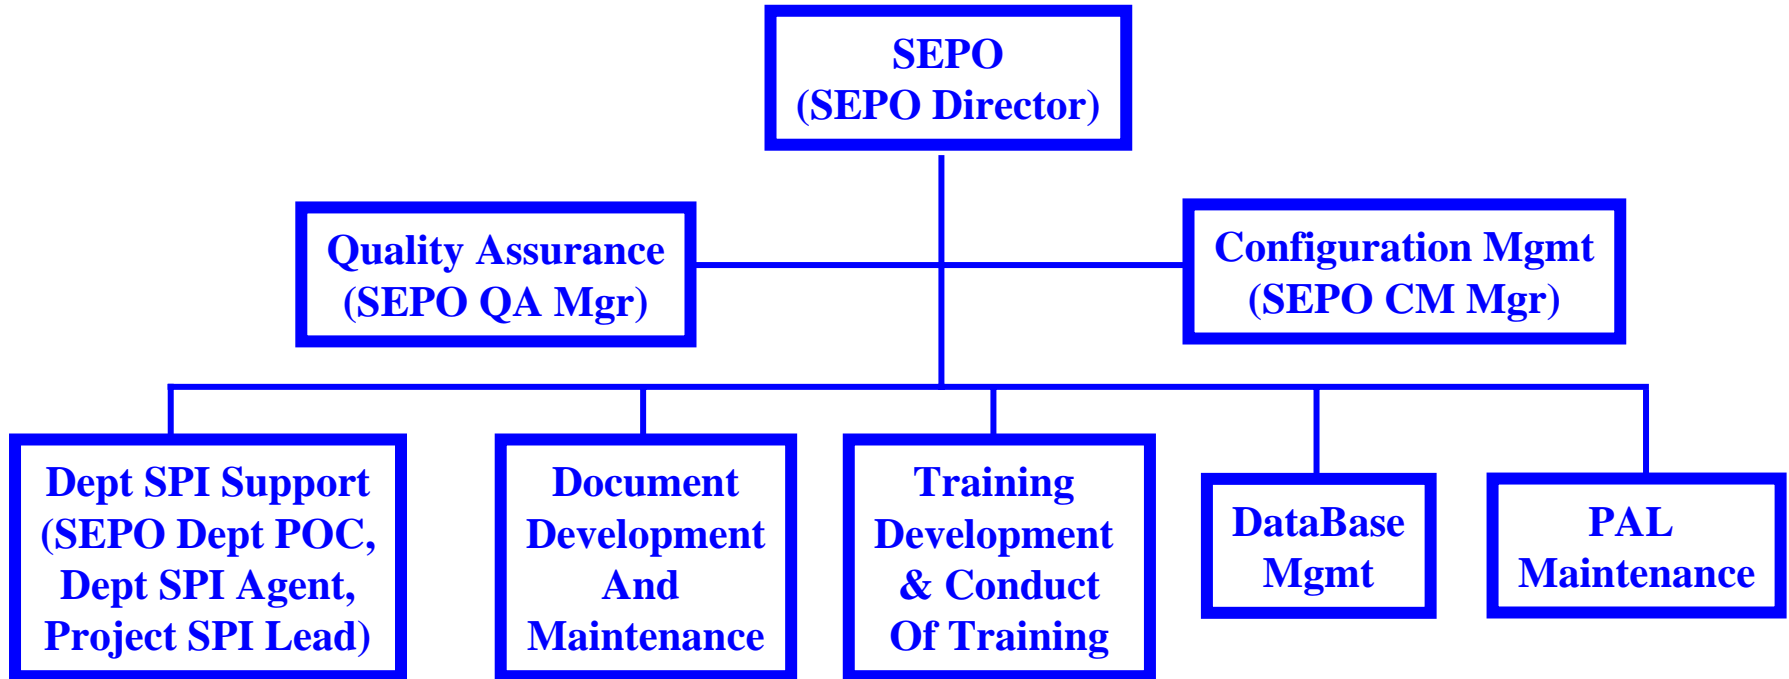 SEPO
(SEPO Director)
Quality Assurance
(SEPO QA Mgr)
Configuration Mgmt
(SEPO CM Mgr)
Dept SPI Support
(SEPO Dept POC,
Dept SPI Agent,
Project SPI Lead)
Document
Development
And
Maintenance
Training
Development
& Conduct
Of Training
DataBase
Mgmt
PAL
Maintenance